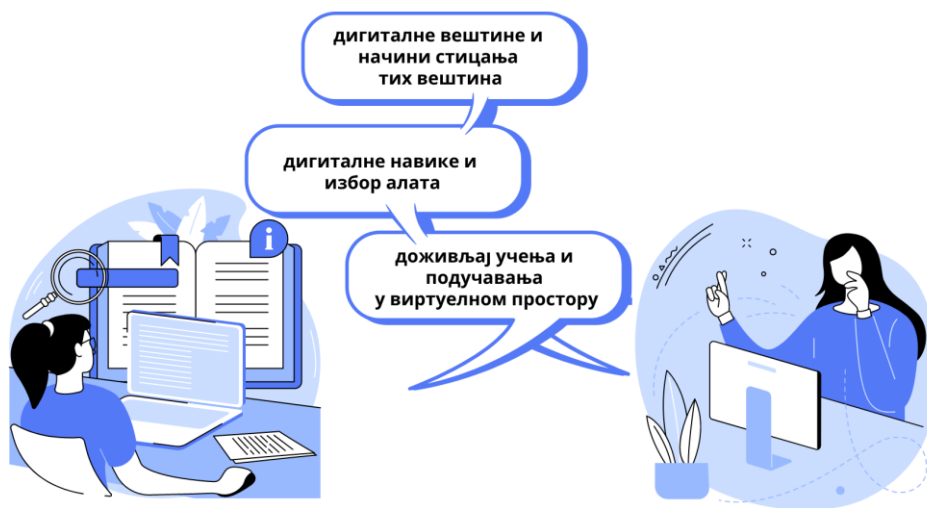 дигиталне вештине и
начини стицања
тих вештина
дигиталне навике и
избор алата
доживљај учења и
подучавања
у виртуелном простору
i